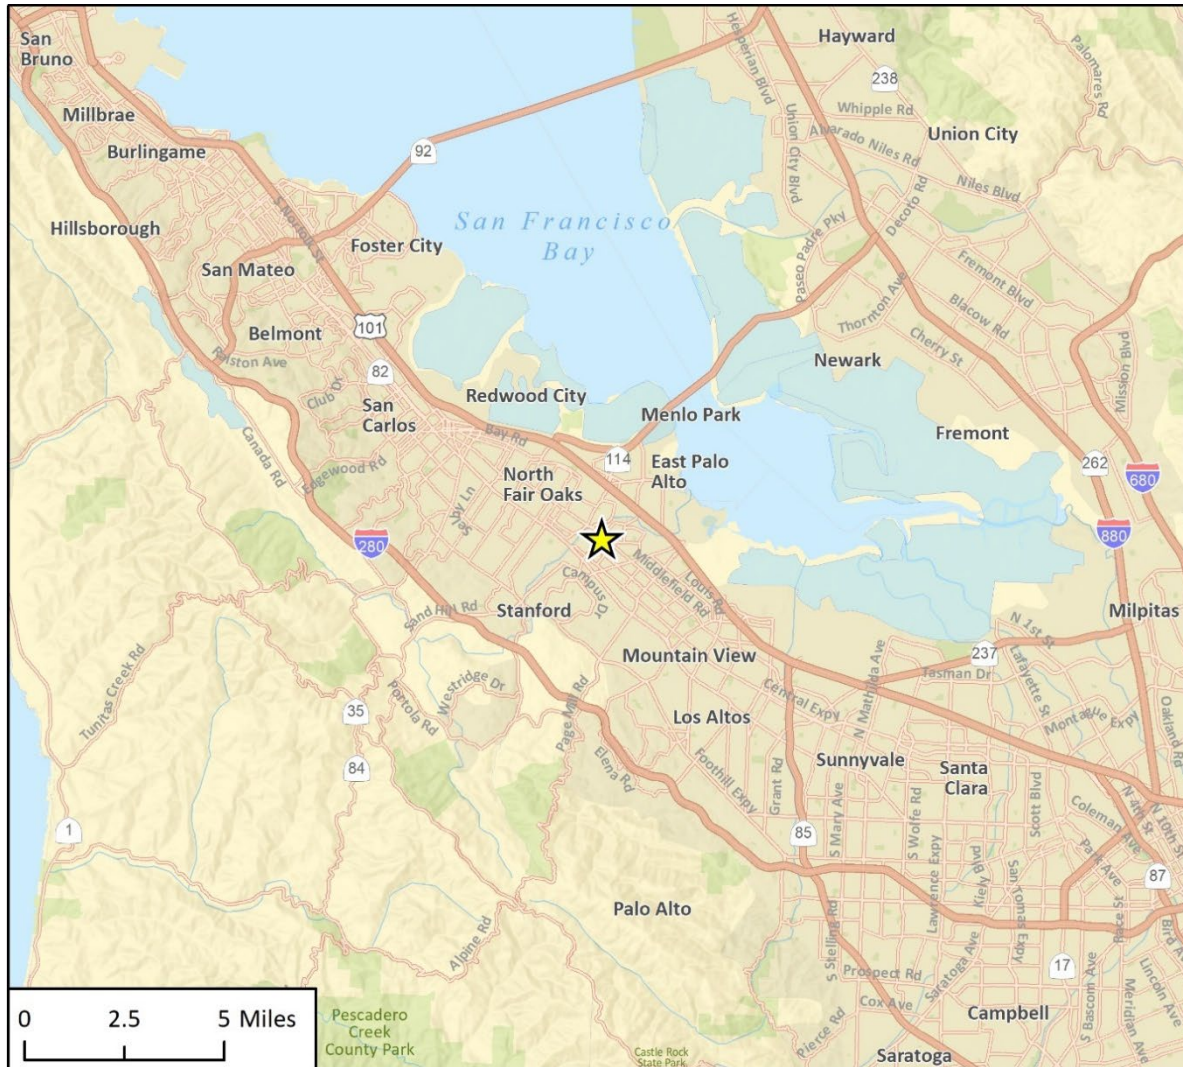 San
Bruno
Hayward
Hesperian Blvd
Palomares Rd
238
Millbrae
Whipple Rd
Union City
Burlingame
92
Union City Blvd
Alvarado Niles Rd
Niles Blvd
S Norfolk St
San Francisco
Bay
Hillsborough
Foster City
Paseo Padre Pky
Decoto Rd
San Mateo
Fremont Blvd
Thornton Ave
Blacow Rd
Belmont
101
Ralston Ave
82
Newark
Cherry St
Mission Blvd
Club Dr
San
Carlos
Redwood City
Menlo Park
Bay Rd
Fremont
Canada Rd
Edgewood Rd
North
Fair Oaks
114
East Palo
Alto
262
680
Selby Ln
280
880
Campus Dr
Middlefield Rd
Louis Rd
Sand Hill Rd
Stanford
Milpitas
N 1st St
Mountain View
237
Tasman Dr
Tunitas Creek Rd
Portola Rd
Westridge Dr
Page Mill Rd
Central Expy
N Mathilda Ave
Lafayette St
Montague Expy
Oakland Rd
35
Los Altos
84
Elena Rd
Foothill Expy
Grant Rd
Sunnyvale
Santa
Clara
1
85
S Mary Ave
S Wolfe Rd
Scott Blvd
Coleman Ave
N 4th St
N 10th St
Lawrence Expy
Kiely Blvd
San Tomas Expy
Park Ave
87
Palo Alto
Alpine Rd
S Stelling Rd
Race St
Bird Av
Prospect Rd
Saratoga Ave
17
S Bascom Ave
Meridian Ave
Lincoln Ave
Cox Ave
Campbell
Pierce Rd
Saratoga
0 2.5 5 Miles
Pescadero
Creek
County Park
Castle Rock
State Park